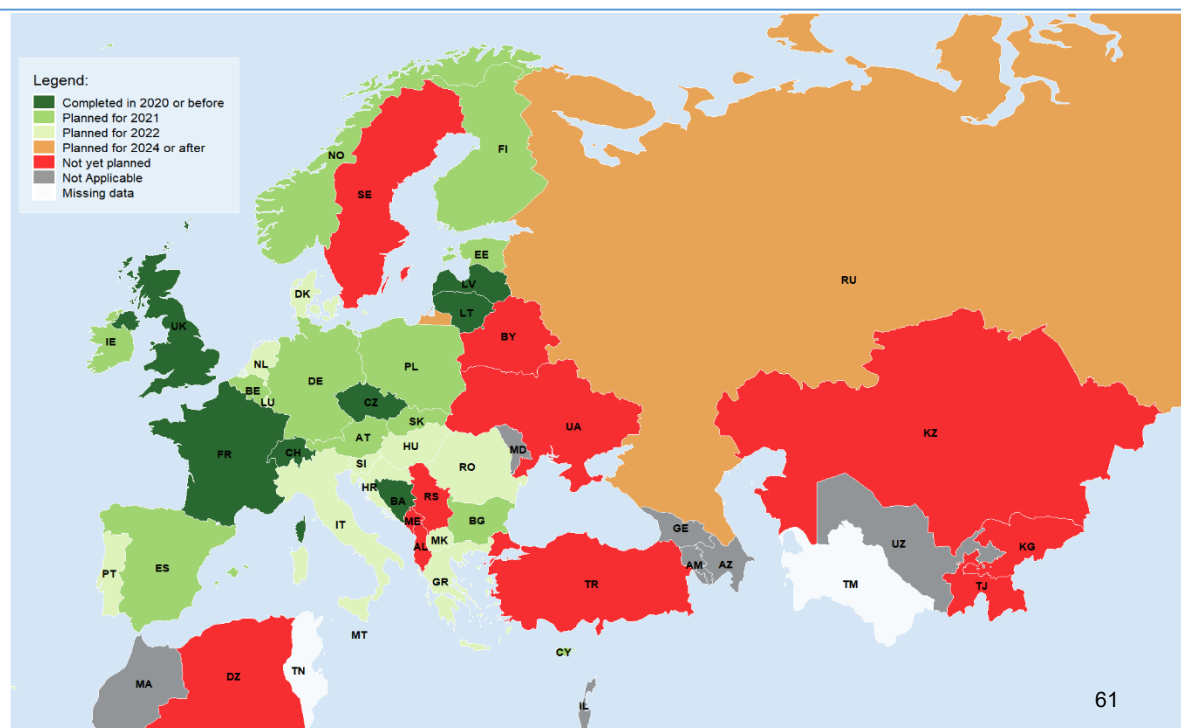 Legend:
Completed in 2020 or before
Planned for 2021
Planned for 2022
Planned for 2024 or after
Not yet planned
Not Applicable
Missing data
NO
FI
SE
EE
RU
LV
DK
LT
UK
IE
BY
NL
PL
DE
BE
LU
CZ
UA
KZ
SK
AT
HU
MD
FR
CH
SI
RO
HR
BA
RS
IT
ME
BG
GE
UZ
KG
MK
AL
AM
AZ
ES
PT
GR
TR
TM
TJ
MT
CY
TN
DZ
MA
IL
61